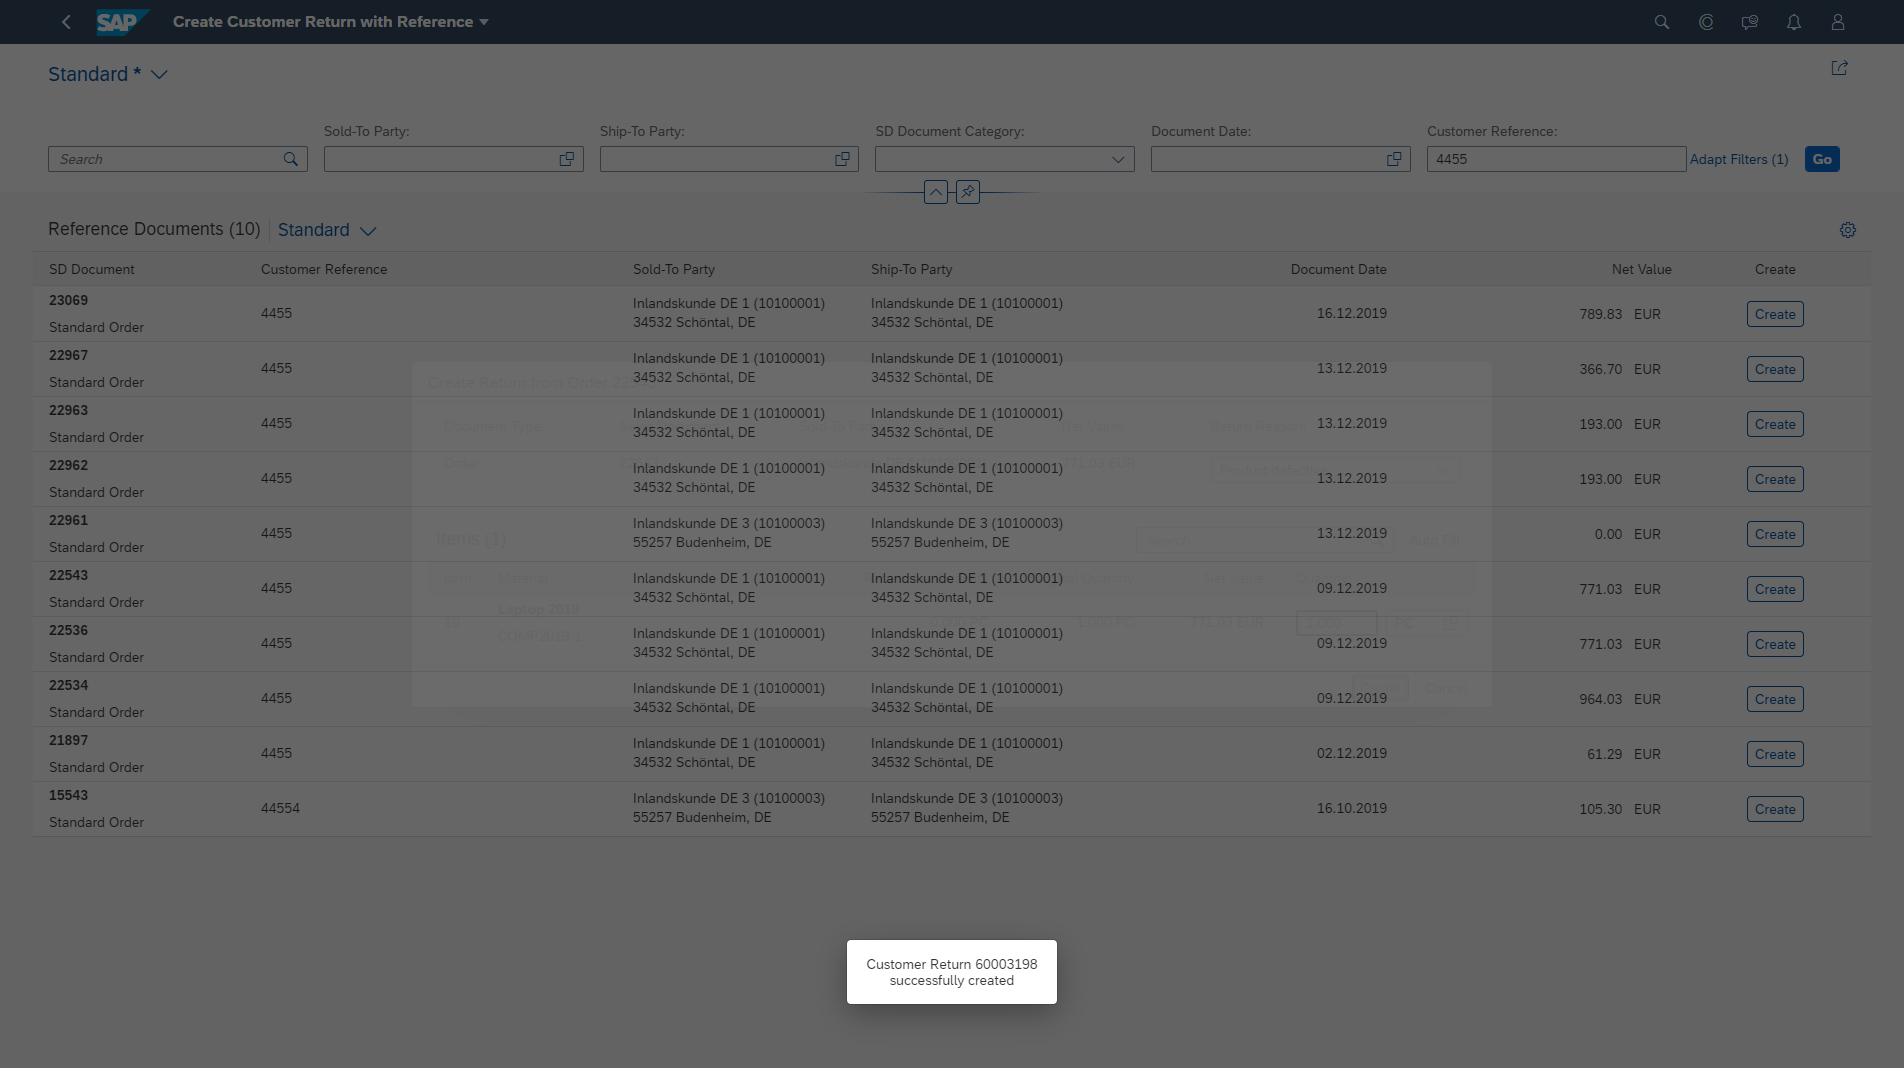 SAP Create Customer Return with Reference
Standard *
Sold-To Party: Ship-To Party: SD Document Category: Document Date: Customer Reference:
Search 4455 Adapt Filters (1) Go
Reference Documents (10) Standard
SD Document Customer Reference Sold-To Party Ship-To Party Document Date Net Value Create
23069 Standard Order 4455 Inlandskunde DE 1 (10100001) 34532 Schöntal, DE Inlandskunde DE 1 (10100001) 34532 Schöntal, DE 16.12.2019 789.83 EUR Create
22967 Standard Order 4455 Inlandskunde DE 1 (10100001) 34532 Schöntal, DE Inlandskunde DE 1 (10100001) 34532 Schöntal, DE 13.12.2019 366.70 EUR Create
22963 Standard Order 4455 Inlandskunde DE 1 (10100001) 34532 Schöntal, DE Inlandskunde DE 1 (10100001) 34532 Schöntal, DE 13.12.2019 193.00 EUR Create
22962 Standard Order 4455 Inlandskunde DE 1 (10100001) 34532 Schöntal, DE Inlandskunde DE 1 (10100001) 34532 Schöntal, DE 13.12.2019 193.00 EUR Create
22961 Standard Order 4455 Inlandskunde DE 3 (10100003) 55257 Budenheim, DE Inlandskunde DE 3 (10100003) 55257 Budenheim, DE 13.12.2019 0.00 EUR Create
22543 Standard Order 4455 Inlandskunde DE 1 (10100001) 34532 Schöntal, DE Inlandskunde DE 1 (10100001) 34532 Schöntal, DE 09.12.2019 771.03 EUR Create
22536 Standard Order 4455 Inlandskunde DE 1 (10100001) 34532 Schöntal, DE Inlandskunde DE 1 (10100001) 34532 Schöntal, DE 09.12.2019 771.03 EUR Create
22534 Standard Order 4455 Inlandskunde DE 1 (10100001) 34532 Schöntal, DE Inlandskunde DE 1 (10100001) 34532 Schöntal, DE 09.12.2019 964.03 EUR Create
21897 Standard Order 4455 Inlandskunde DE 1 (10100001) 34532 Schöntal, DE Inlandskunde DE 1 (10100001) 34532 Schöntal, DE 02.12.2019 61.29 EUR Create
15543 Standard Order 44554 Inlandskunde DE 3 (10100003) 55257 Budenheim, DE Inlandskunde DE 3 (10100003) 55257 Budenheim, DE 16.10.2019 105.30 EUR Create
Create Return from Order
Document Type
Order 771.03 EUR
Items (1)
Material
Laptop 2019
Customer Return 60003198
successfully created